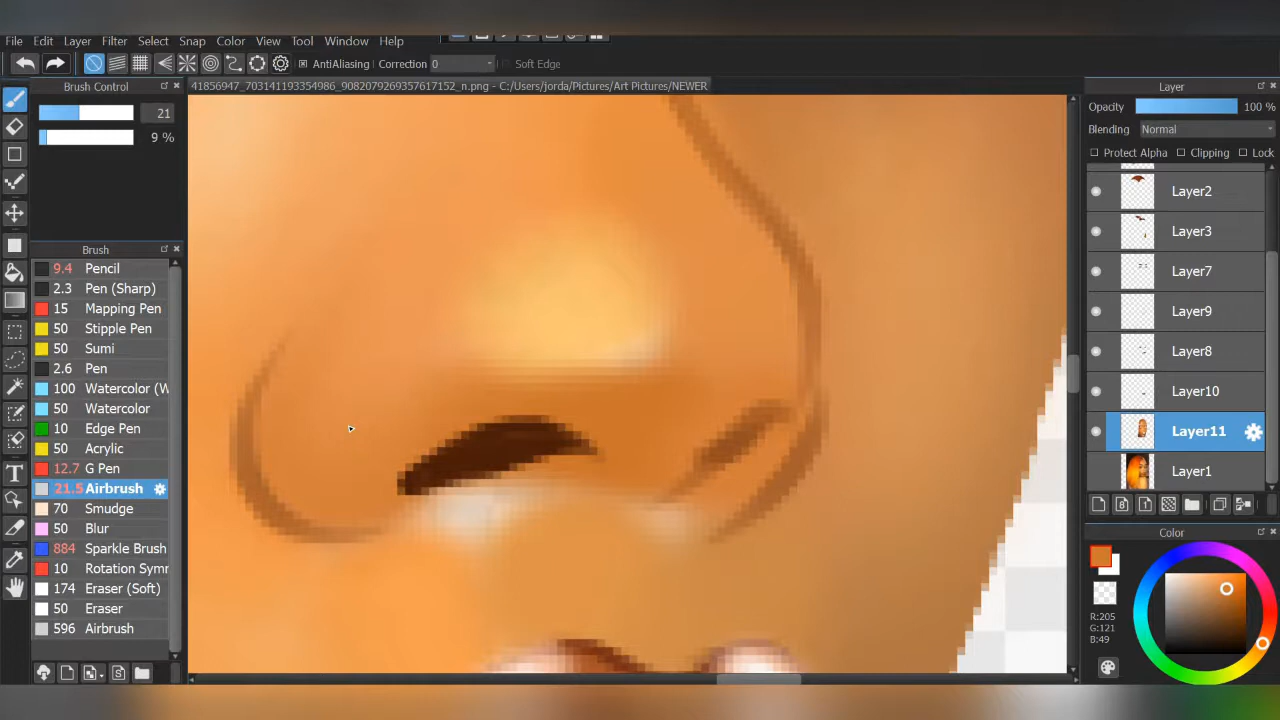 File Edit Layer Filter Select Snap Color View Tool Window Help
AntiAliasing Correction 0 Soft Edge
Brush Control
21
9 %
Brush
9.4 Pencil
2.3 Pen (Sharp)
15 Mapping Pen
50 Stipple Pen
50 Sumi
2.6 Pen
100 Watercolor (W
50 Watercolor
10 Edge Pen
50 Acrylic
12.7 G Pen
21.5 Airbrush
70 Smudge
50 Blur
884 Sparkle Brush
10 Rotation Symr
174 Eraser (Soft)
50 Eraser
596 Airbrush
41856947_703141193354986_9082079269357617152_n.png - C:/Users/jorda/Pictures/Art Pictures/NEWER
Layer
Opacity 100 %
Blending Normal
Protect Alpha Clipping Lock
Layer2
Layer3
Layer7
Layer9
Layer8
Layer10
Layer11
Layer1
Color
R:205
G:121
B:49